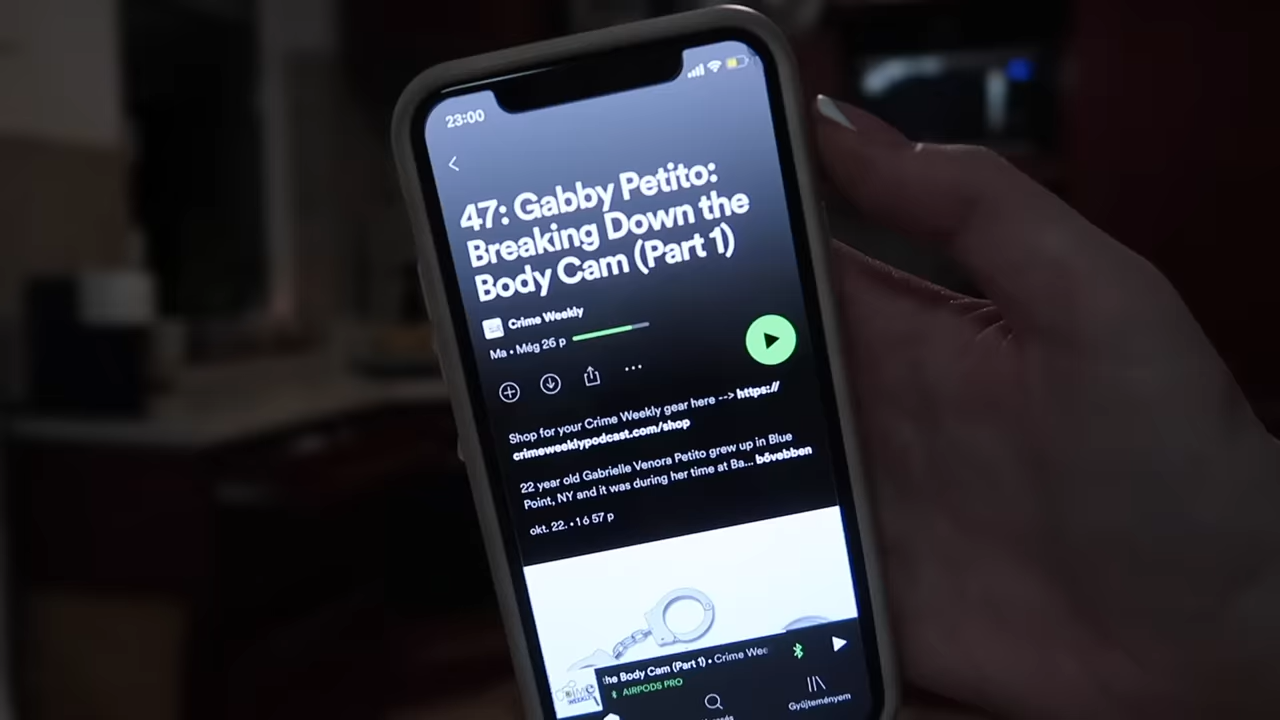 23:00
47: Gabby Petito:
Breaking Down the
Body Cam (Part 1)
Crime Weekly
Ma • Még 26 p
Shop for your Crime Weekly gear here --> https://
crimeweeklypodcast.com/shop
22 year old Gabrielle Venora Petito grew up in Blue
Point, NY and it was during her time at Ba... bővebben
okt. 22. • 1 ó 57 p
the Body Cam (Part 1) • Crime Wee
AIRPODS PRO
Gyűjteményem